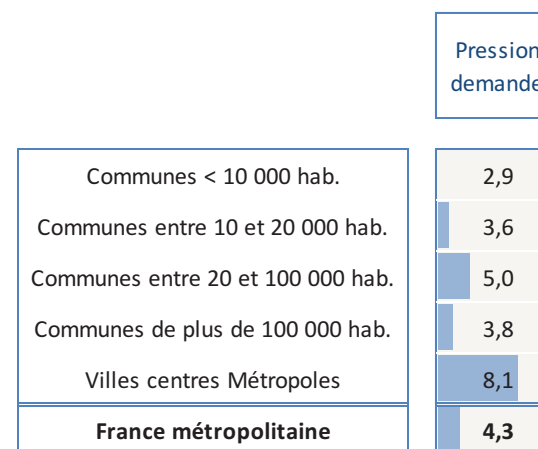 Pression
demande
Communes < 10 000 hab. 2,9
Communes entre 10 et 20 000 hab. 3,6
Communes entre 20 et 100 000 hab. 5,0
Communes de plus de 100 000 hab. 3,8
Villes centres Métropoles 8,1
France métropolitaine 4,3